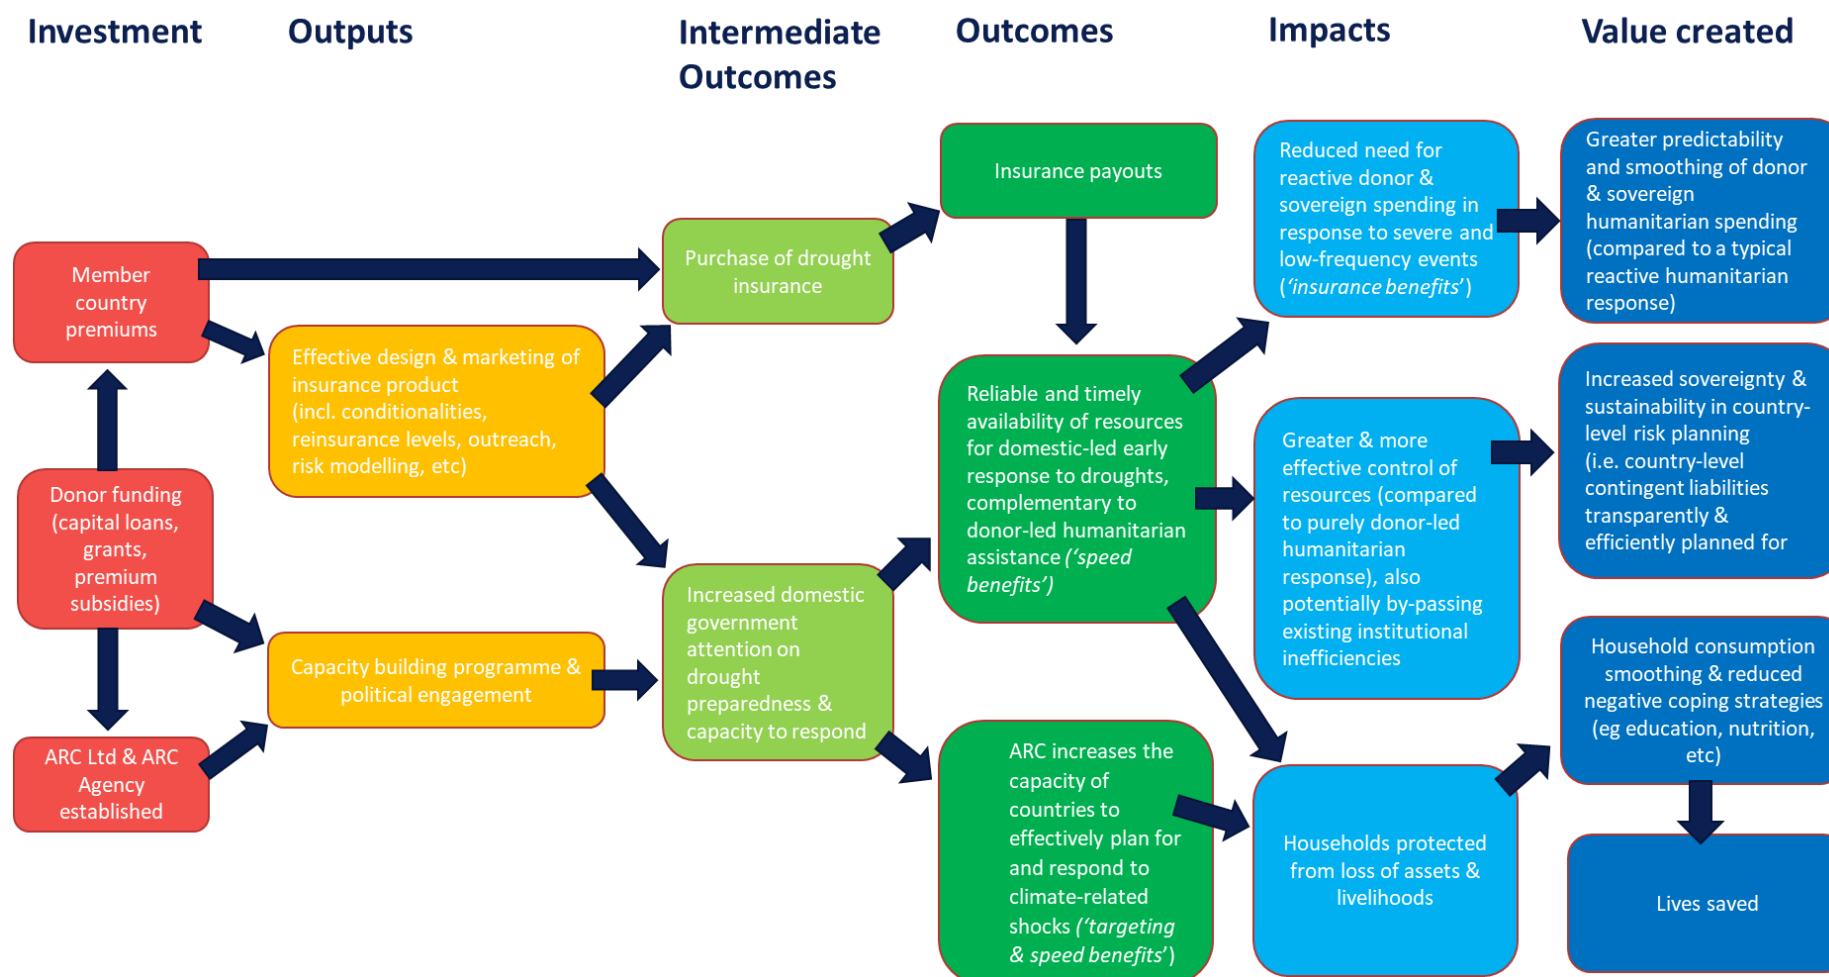 Investment
Outputs
Intermediate
Outcomes
Outcomes
Impacts
Value created
Member
country
premiums
Donor funding
(capital loans,
grants,
premium
subsidies)
ARC Ltd & ARC
Agency
established
Effective design & marketing of
insurance product
(incl. conditionalities,
reinsurance levels, outreach,
risk modelling, etc)
Capacity building programme &
political engagement
Purchase of drought
insurance
Increased domestic
government
attention on
drought
preparedness &
capacity to respond
Insurance payouts
Reliable and timely
availability of resources
for domestic-led early
response to droughts,
complementary to
donor-led humanitarian
assistance (‘speed
benefits’)
ARC increases the
capacity of
countries to
effectively plan for
and respond to
climate-related
shocks (‘targeting
& speed benefits’)
Reduced need for
reactive donor &
sovereign spending in
response to severe and
low-frequency events
(‘insurance benefits’)
Greater & more
effective control of
resources (compared
to purely donor-led
humanitarian
response), also
potentially by-passing
existing institutional
inefficiencies
Households protected
from loss of assets &
livelihoods
Greater predictability
and smoothing of donor
& sovereign
humanitarian spending
(compared to a typical
reactive humanitarian
response)
Increased sovereignty &
sustainability in country-
level risk planning
(i.e. country-level
contingent liabilities
transparently &
efficiently planned for
Household consumption
smoothing & reduced
negative coping strategies
(eg education, nutrition,
etc)
Lives saved